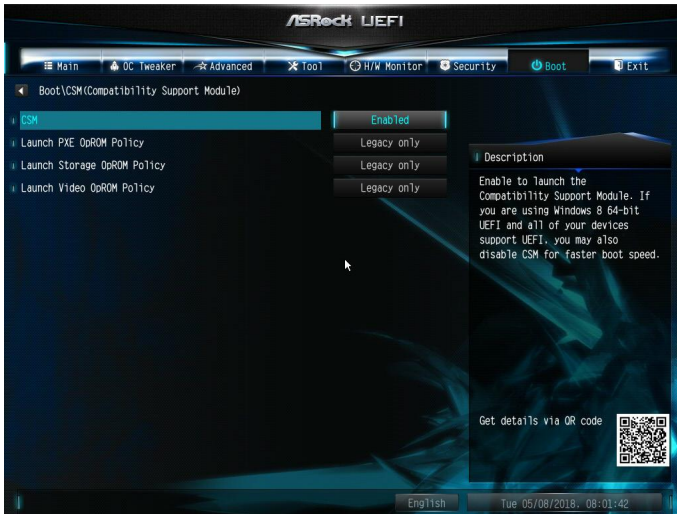 ASRock UEFI
Main OC Tweaker Advanced Tool H/W Monitor Security Boot Exit
Boot\CSM(Compatibility Support Module)
CSM Enabled
Launch PXE OpROM Policy Legacy only
Launch Storage OpROM Policy Legacy only
Launch Video OpROM Policy Legacy only
Description
Enable to launch the
Compatibility Support Module. If
you are using Windows 8 64-bit
UEFI and all of your devices
support UEFI, you may also
disable CSM for faster boot speed.
Get details via QR code
English Tue 05/08/2018, 08:01:42